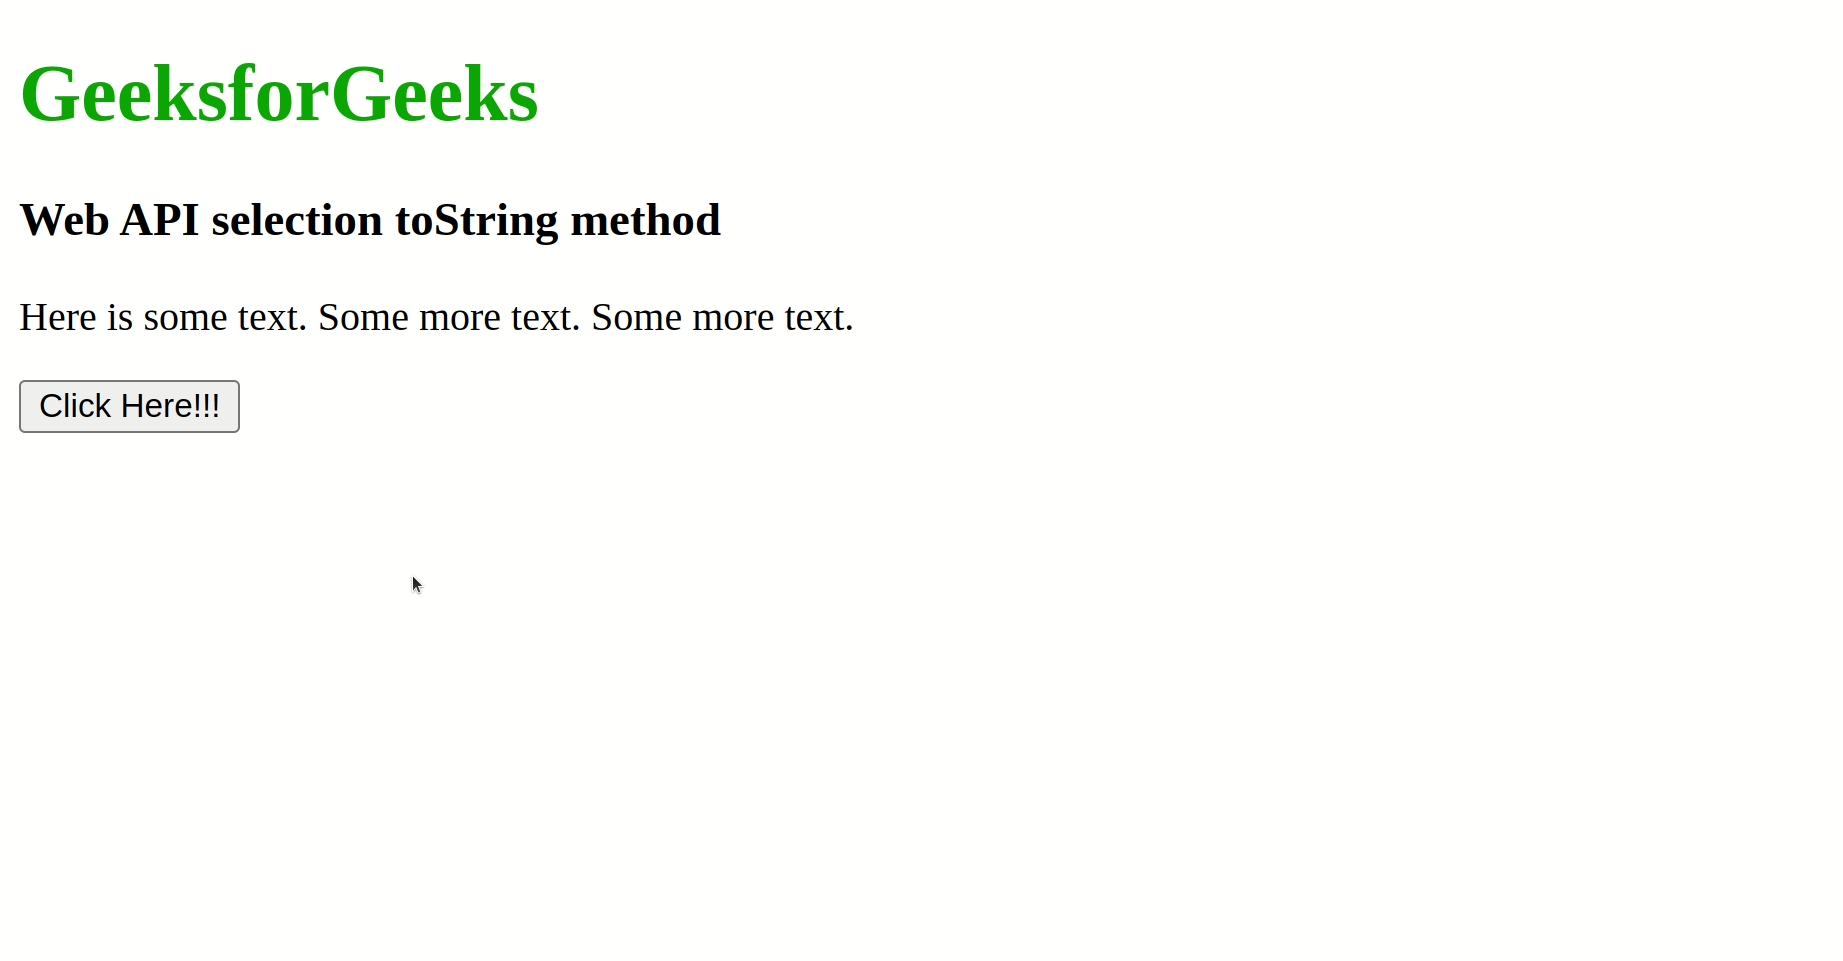 GeeksforGeeks
Web API selection toString method
Here is some text. Some more text. Some more text.
Click Here!!!